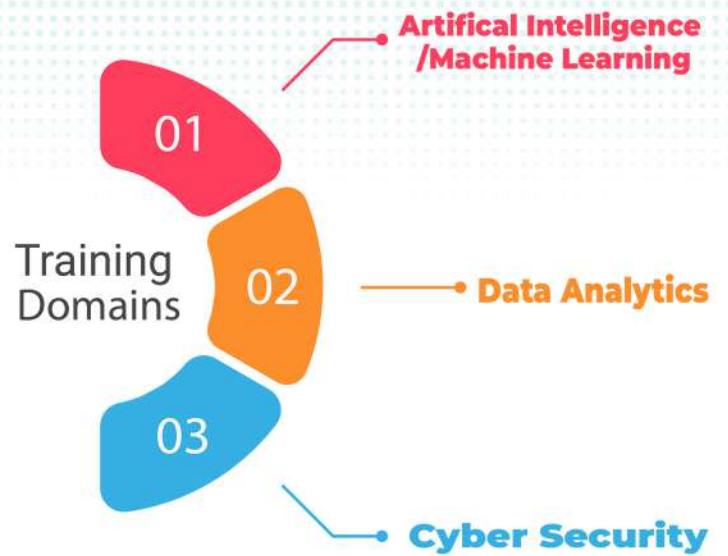 Artifical Intelligence
/Machine Learning
01
Training
Domains
02
Data Analytics
03
Cyber Security